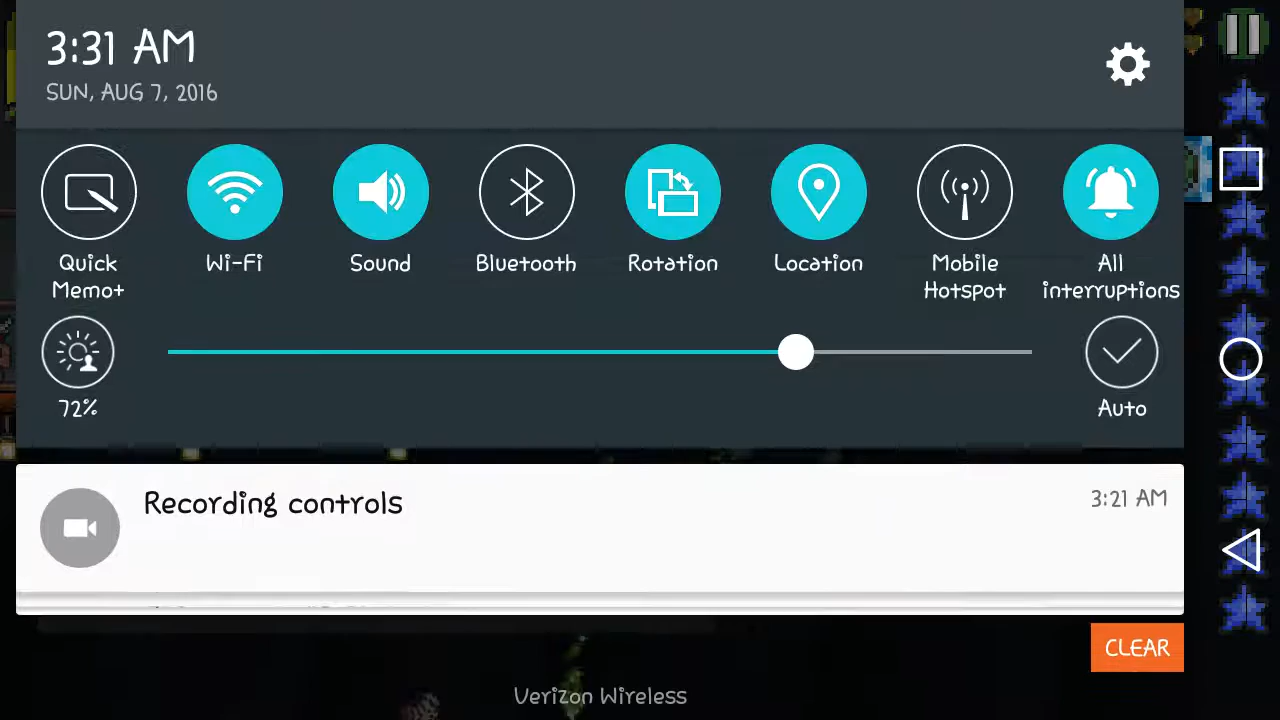 3:31 AM
SUN, AUG 7, 2016
Quick Memo+
Wi-Fi
Sound
Bluetooth
Rotation
Location
Mobile Hotspot
All interruptions
72%
Auto
Recording controls
3:21 AM
CLEAR
Verizon Wireless